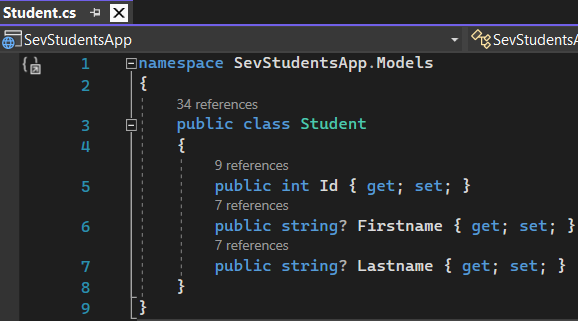 Student.cs
SevStudentsApp SevStudentsA
1 namespace SevStudentsApp.Models
2 {
34 references
3 public class Student
4 {
9 references
5 public int Id { get; set; }
7 references
6 public string? Firstname { get; set; }
7 references
7 public string? Lastname { get; set; }
8 }
9 }